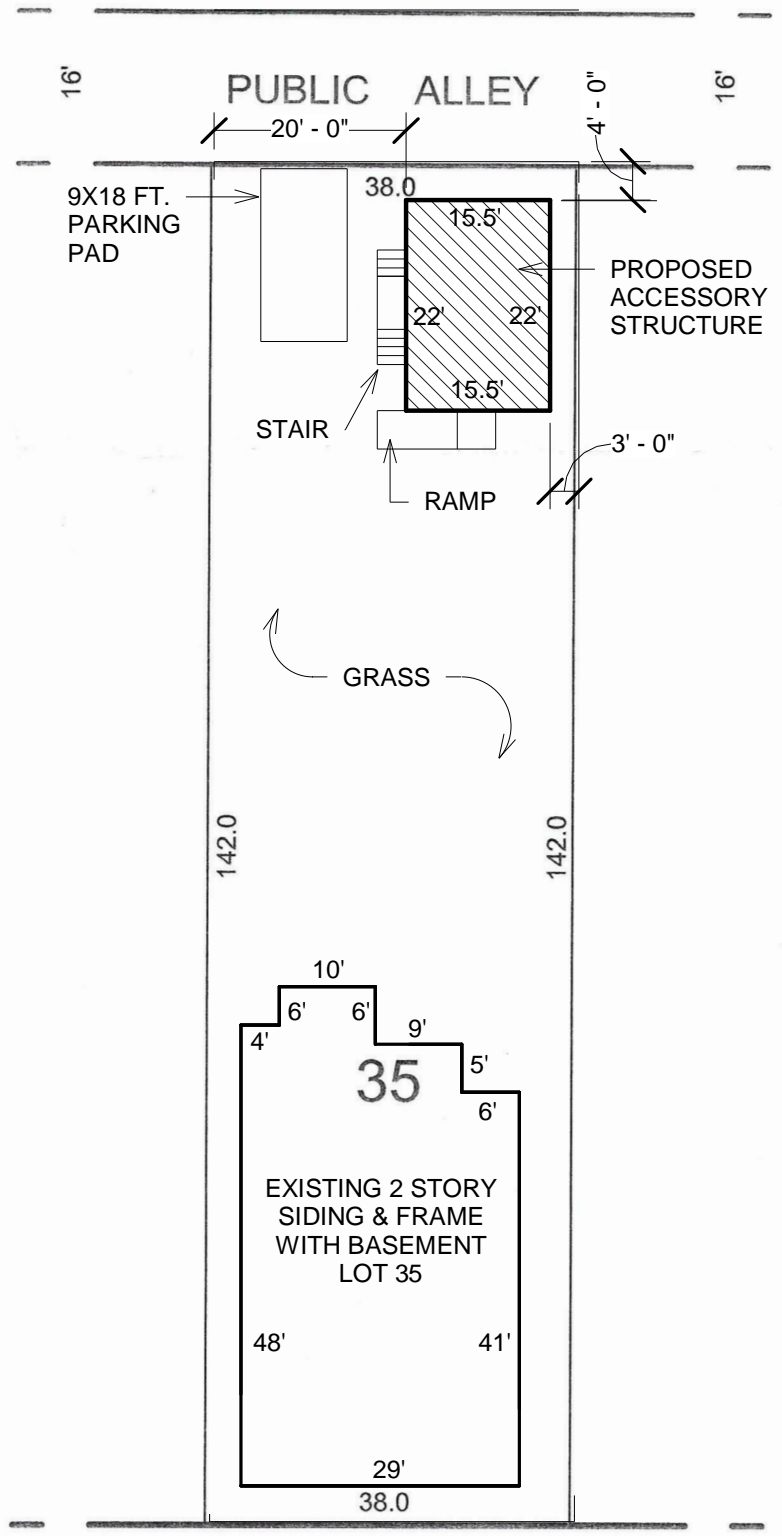 16'
PUBLIC ALLEY
16'
20' - 0"
4' - 0"
9X18 FT.
PARKING
PAD
38.0
15.5'
PROPOSED
ACCESSORY
STRUCTURE
22'
22'
15.5'
STAIR
3' - 0"
RAMP
GRASS
142.0
142.0
10'
6'
6'
9'
4'
5'
35
6'
EXISTING 2 STORY
SIDING & FRAME
WITH BASEMENT
LOT 35
48'
41'
29'
38.0